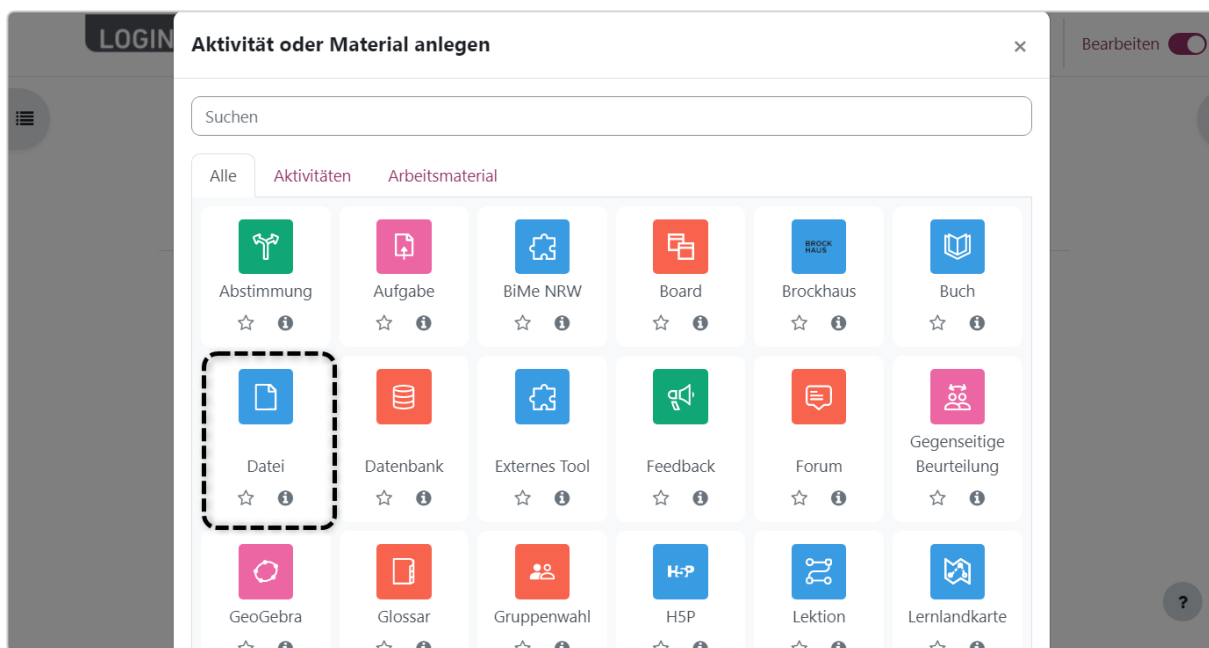 LOGIN
Aktivität oder Material anlegen
×
Bearbeiten
Suchen
Alle Aktivitäten Arbeitsmaterial
BROCK
HAUS
Abstimmung Aufgabe BiMe NRW Board Brockhaus Buch
Datei Datenbank Externes Tool Feedback Forum Gegenseitige
Beurteilung
H5P
GeoGebra Glossar Gruppenwahl H5P Lektion Lernlandkarte
?